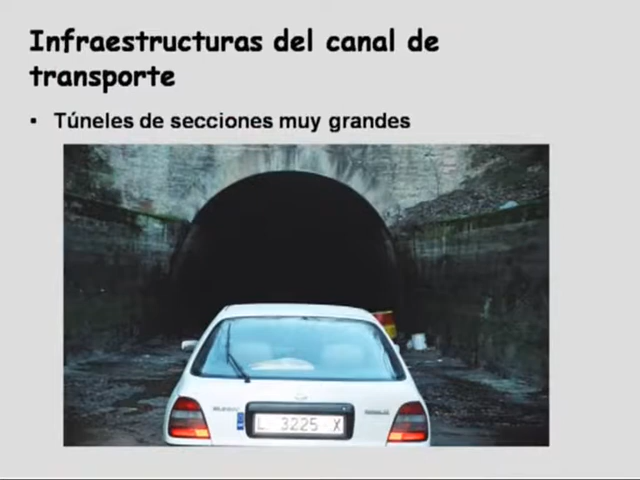 Infraestructuras del canal de
transporte
• Túneles de secciones muy grandes
L 3225 X